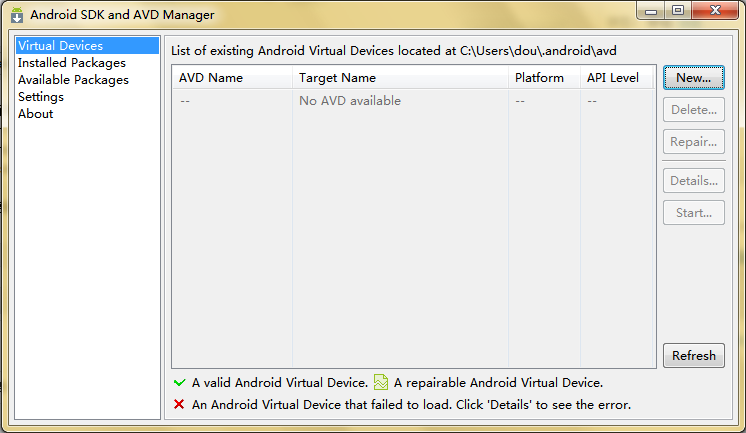 Android SDK and AVD Manager
Virtual Devices
Installed Packages
Available Packages
Settings
About
List of existing Android Virtual Devices located at C:\Users\dou\.android\avd
AVD Name Target Name Platform API Level
-- No AVD available -- --
New...
Delete...
Repair...
Details...
Start...
Refresh
A valid Android Virtual Device. A repairable Android Virtual Device.
An Android Virtual Device that failed to load. Click 'Details' to see the error.